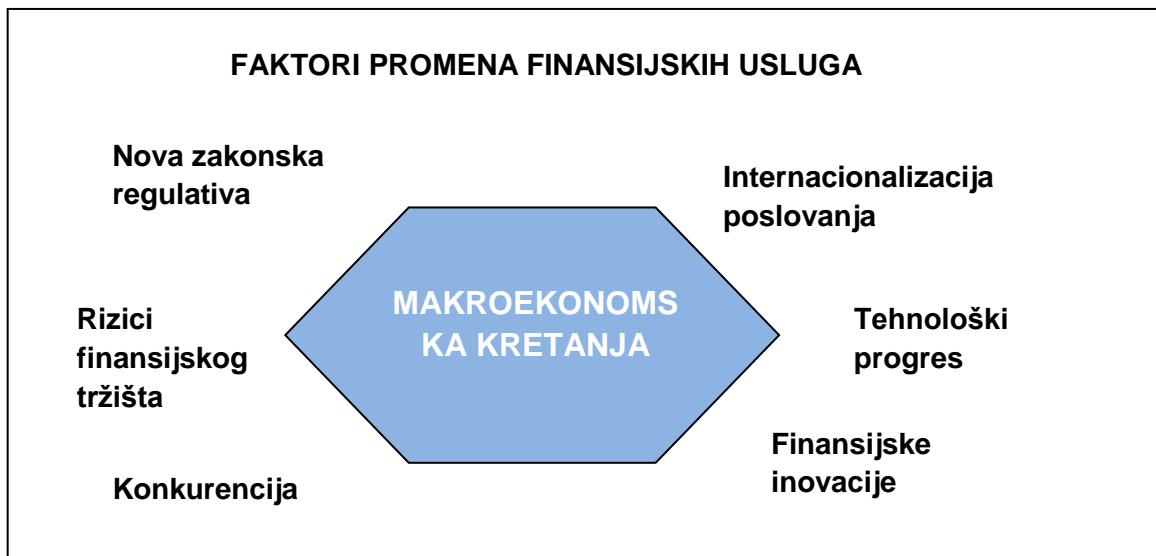 FAKTORI PROMENA FINANSIJSKIH USLUGA
Nova zakonska
regulativa
Internacionalizacija
poslovanja
MAKROEKONOMS
KA KRETANJA
Rizici
finansijskog
tržišta
Tehnološki
progres
Konkurencija
Finansijske
inovacije